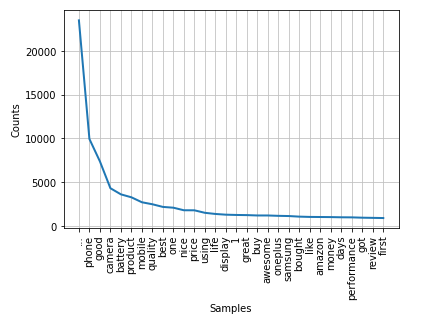 20000
15000
10000
5000
0
Counts
...
phone
good
camera
battery
product
mobile
quality
best
one
nice
price
using
life
display
1
great
buy
awesome
oneplus
samsung
bought
like
amazon
money
days
performance
got
review
first
Samples